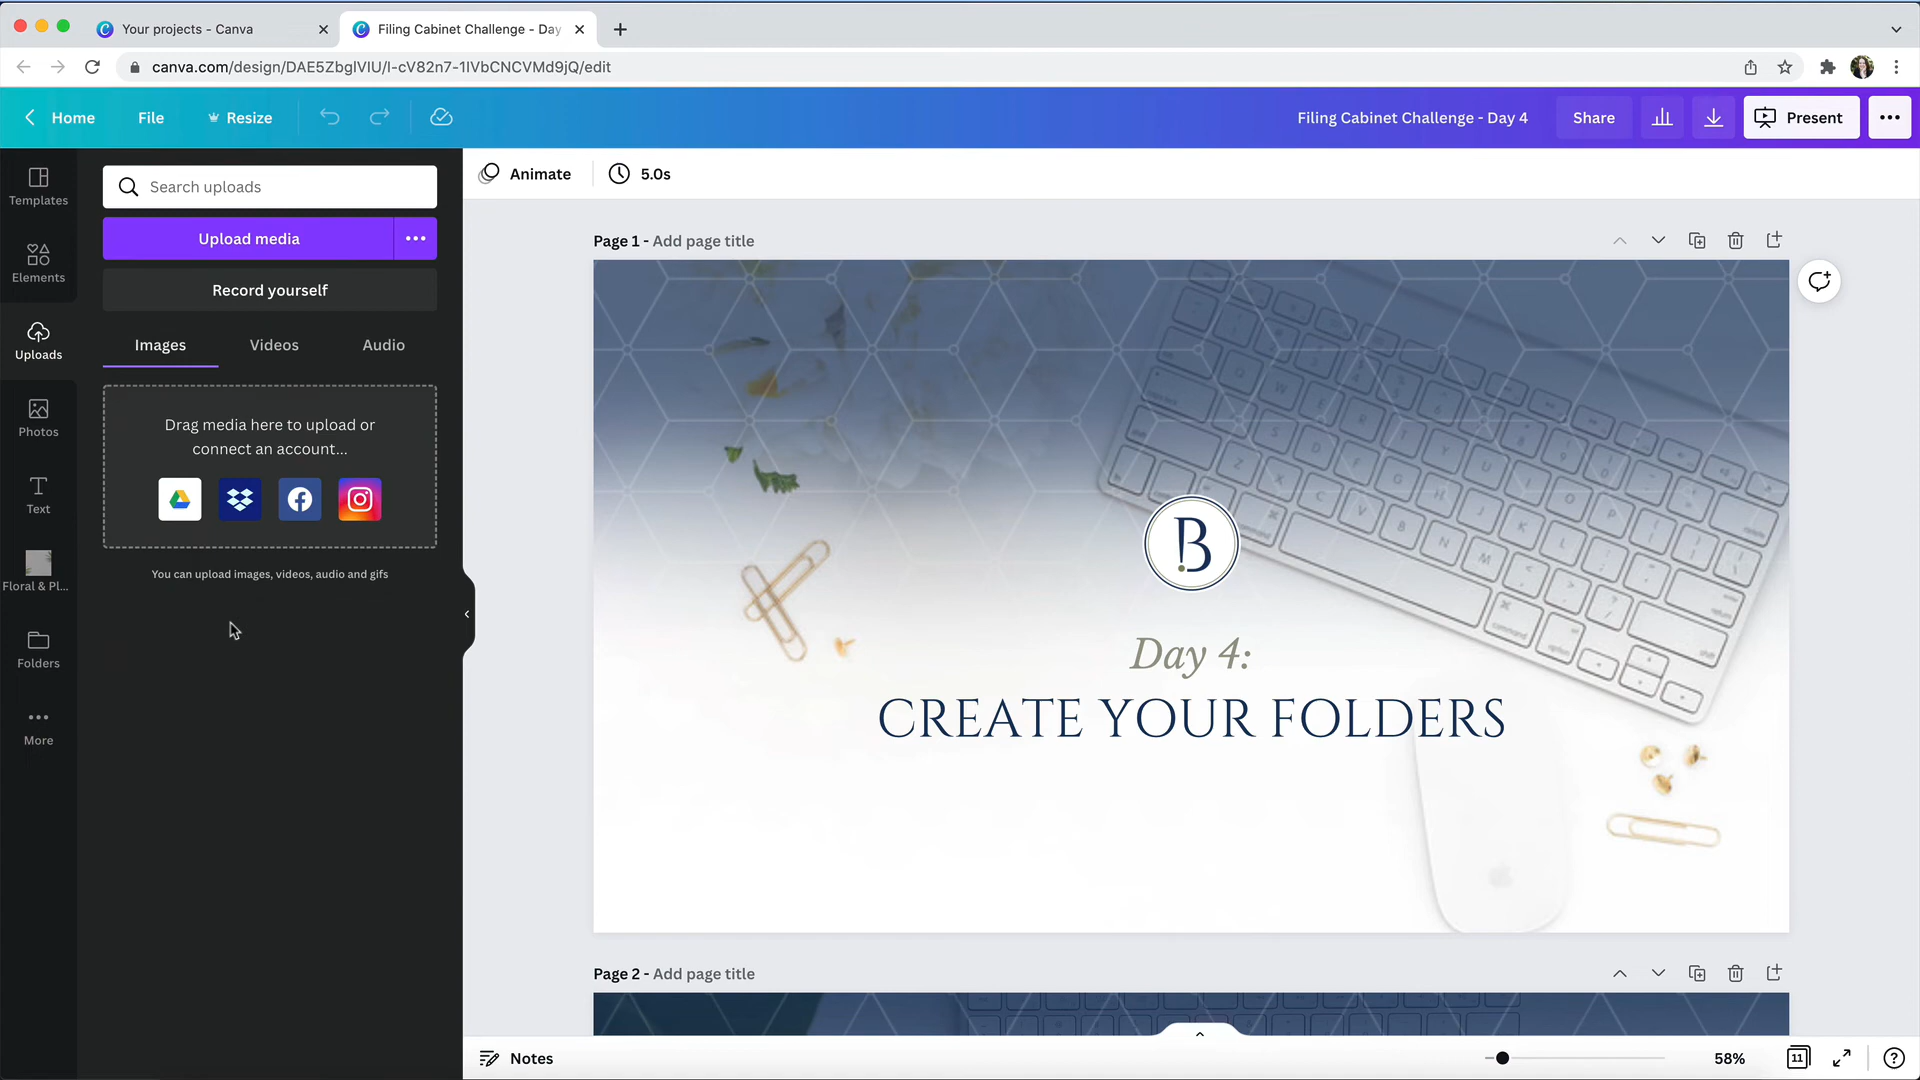 Your projects - Canva
Filing Cabinet Challenge - Day
canva.com/design/DAE5ZbglVIU/l-cV82n7-1IVbCNCVMd9jQ/edit
Home
File
Resize
Filing Cabinet Challenge - Day 4
Share
Present
Templates
Elements
Uploads
Photos
Text
Floral & Pl...
Folders
More
Search uploads
Upload media
Record yourself
Images
Videos
Audio
Drag media here to upload or
connect an account...
You can upload images, videos, audio and gifs
Animate
5.0s
Page 1 - Add page title
B
Day 4:
CREATE YOUR FOLDERS
command
option
Page 2 - Add page title
Notes
58%
11